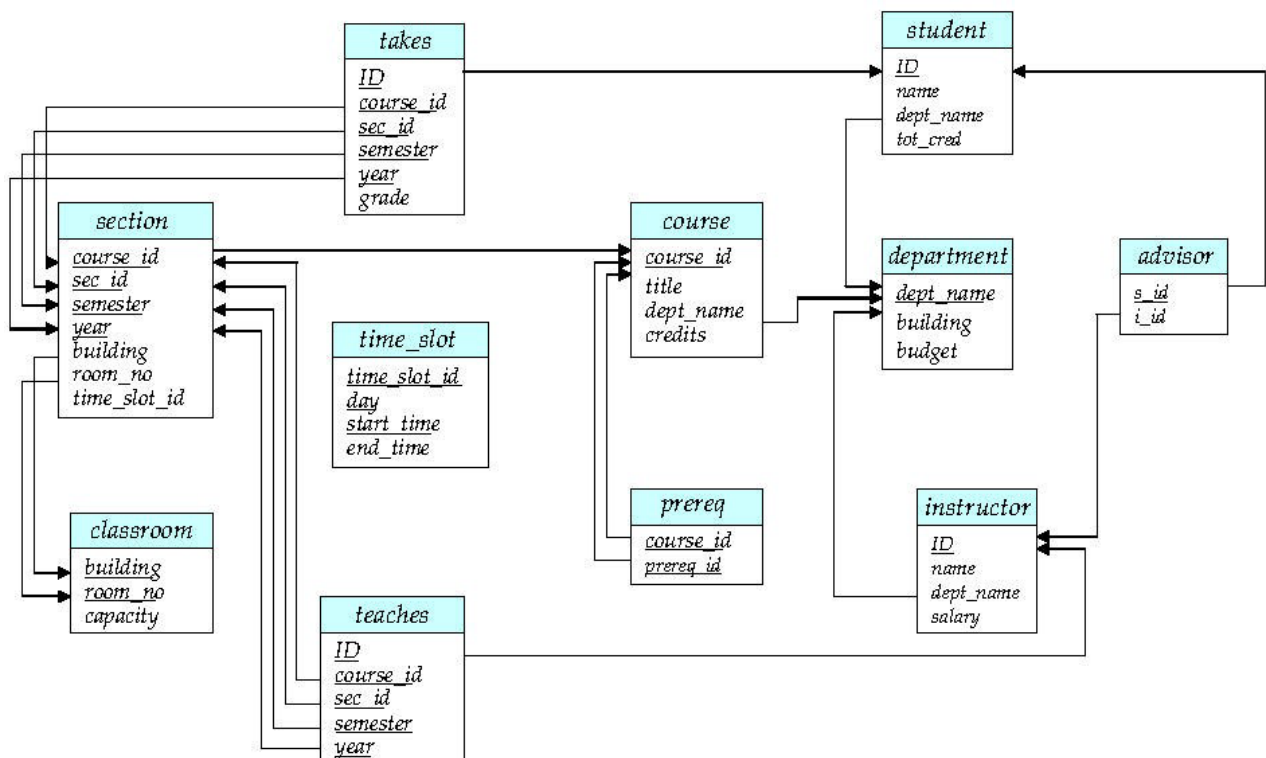 takes
ID
course_id
sec_id
semester
year
grade
student
ID
name
dept_name
tot_cred
section
course_id
sec_id
semester
year
building
room_no
time_slot_id
course
course_id
title
dept_name
credits
department
dept_name
building
budget
advisor
s_id
i_id
time_slot
time_slot_id
day
start_time
end_time
classroom
building
room_no
capacity
prereq
course_id
prereq_id
instructor
ID
name
dept_name
salary
teaches
ID
course_id
sec_id
semester
year